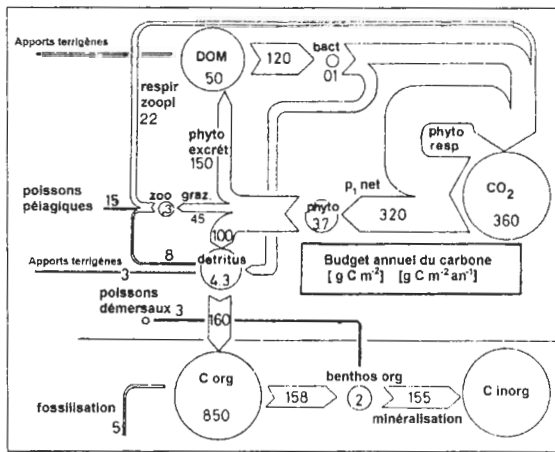 Apports terrigènes
DOM
50
120
bact
01
respir
zoopl
22
phyto
excrét
150
phyto
resp
CO2
360
poissons
pélagiques
15
zoo
3
graz.
45
phyto
37
p, net
320
100
8
detritus
4.3
Apports terrigènes
3
Budget annuel du carbone
[ g C m-2] [g C m-2 an-1]
poissons
démersaux 3
160
C org
850
158
benthos org
2
155
minéralisation
C inorg
fossilisation
5